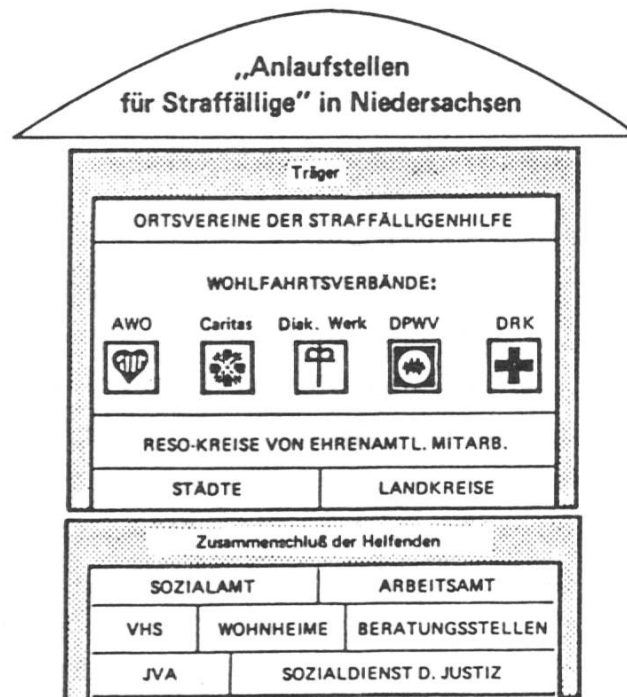 „Anlaufstellen
für Straffällige” in Niedersachsen
Träger
ORTSVEREINE DER STRAFFÄLLIGENHILFE
WOHLFAHRTSVERBÄNDE:
AWO Caritas Diak. Werk DPWV DRK
RESO-KREISE VON EHRENAMTL. MITARB.
STÄDTE LANDKREISE
Zusammenschluß der Helfenden
SOZIALAMT ARBEITSAMT
VHS WOHNHEIME BERATUNGSSTELLEN
JVA SOZIALDIENST D. JUSTIZ